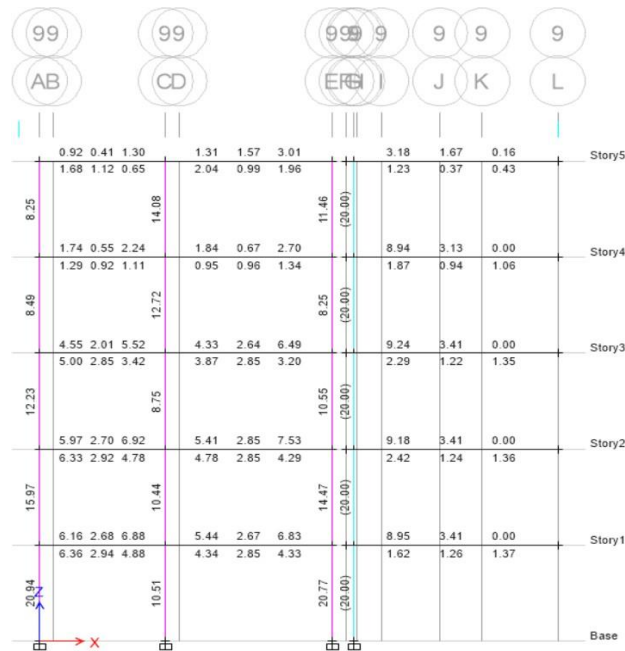 99 99 99 9 9 9 9 9
AB CD E F G H I J K L
0.92 0.41 1.30 1.31 1.57 3.01 3.18 1.67 0.16 Story5
1.68 1.12 0.65 2.04 0.99 1.96 1.23 0.37 0.43
8.25 14.08 11.46 (20.00)
1.74 0.55 2.24 1.84 0.67 2.70 8.94 3.13 0.00 Story4
1.29 0.92 1.11 0.95 0.96 1.34 1.87 0.94 1.06
8.49 12.72 8.25 (20.00)
4.55 2.01 5.52 4.33 2.64 6.49 9.24 3.41 0.00 Story3
5.00 2.85 3.42 3.87 2.85 3.20 2.29 1.22 1.35
12.23 8.75 10.55 (20.00)
5.97 2.70 6.92 5.41 2.85 7.53 9.18 3.41 0.00 Story2
6.33 2.92 4.78 4.78 2.85 4.29 2.42 1.24 1.36
15.97 10.44 14.47 (20.00)
6.16 2.68 6.88 5.44 2.67 6.83 8.95 3.41 0.00 Story1
6.36 2.94 4.88 4.34 2.85 4.33 1.62 1.26 1.37
20.94 10.51 20.77 (20.00)
Z
X
Base